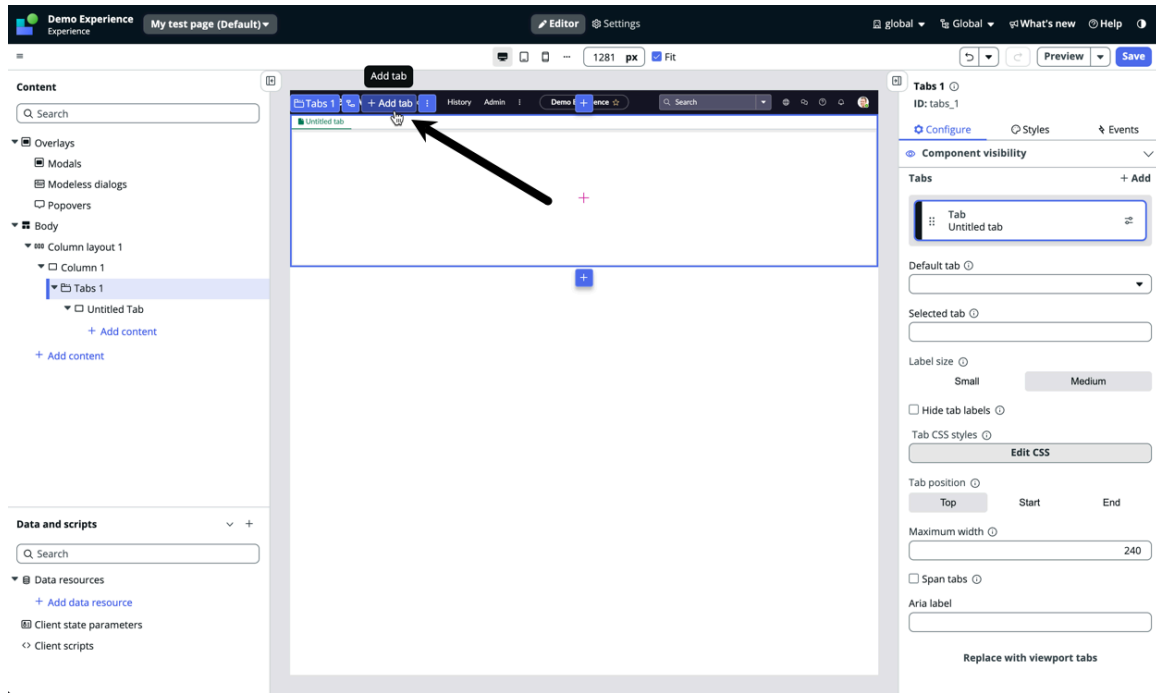 Demo Experience
Experience
My test page (Default)
Editor
Settings
global
Global
What's new
Help
1281 px
Fit
Preview
Save
Content
Search
Overlays
Modals
Modeless dialogs
Popovers
Body
Column layout 1
Column 1
Tabs 1
Untitled Tab
+ Add content
+ Add content
Data and scripts
Search
Data resources
+ Add data resource
Client state parameters
Client scripts
Add tab
Tabs 1
+ Add tab
History
Admin
Search
Untitled tab
Tabs 1
ID: tabs_1
Configure
Styles
Events
Component visibility
Tabs
+ Add
Tab
Untitled tab
Default tab
Selected tab
Label size
Small
Medium
Hide tab labels
Tab CSS styles
Edit CSS
Tab position
Top
Start
End
Maximum width
240
Span tabs
Aria label
Replace with viewport tabs